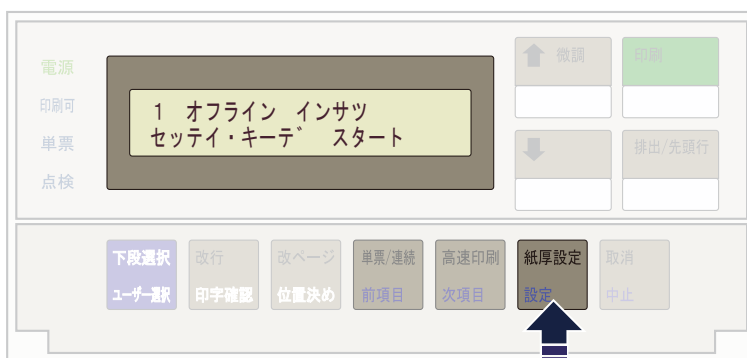 電源
印刷可
単票
点検
1 オフライン インサツ
セッテイ・キーデ゛ スタート
微調
印刷
排出/先頭行
下段選択
ユーザー選択
改行
印字確認
改ページ
位置決め
単票/連続
前項目
高速印刷
次項目
紙厚設定
設定
取消
中止